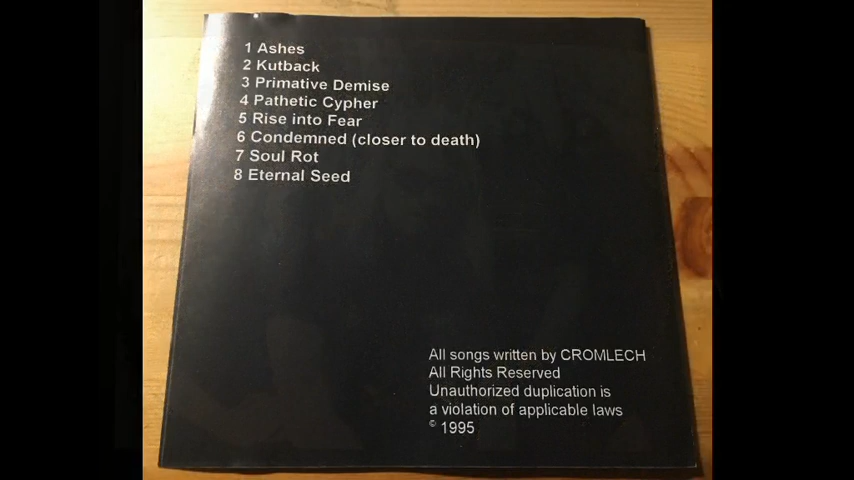 1 Ashes
2 Kutback
3 Primative Demise
4 Pathetic Cypher
5 Rise into Fear
6 Condemned (closer to death)
7 Soul Rot
8 Eternal Seed
All songs written by CROMLECH
All Rights Reserved
Unauthorized duplication is
a violation of applicable laws
© 1995